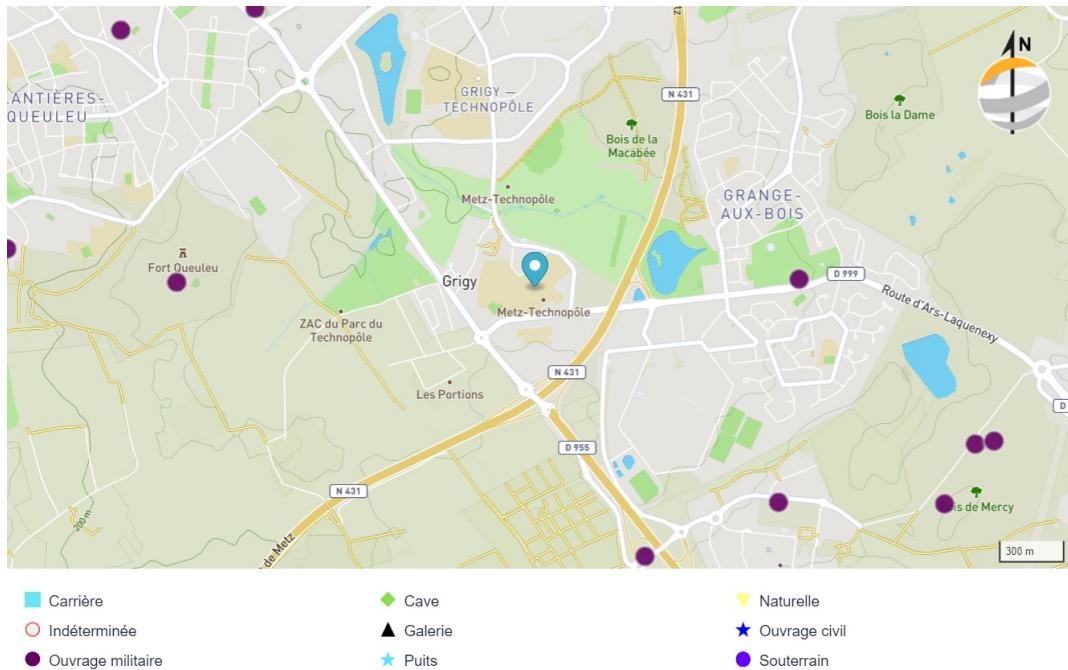 N
N 431
Bois la Dame
GRIGY —
TECHNOPÔLE
LANTIÈRES-
QUEULEU
Bois de la
Macabée
Metz-Technopôle
GRANGE-
AUX-BOIS
Fort Queuleu
Grigy
D 999
Metz-Technopôle
Route d'Ars-Laquenexy
ZAC du Parc du
Technopôle
N 431
Les Portions
D
D 955
N 431
200 m
is de Mercy
de Metz
300 m
Carrière
Cave
Naturelle
Indéterminée
Galerie
Ouvrage civil
Ouvrage militaire
Puits
Souterrain